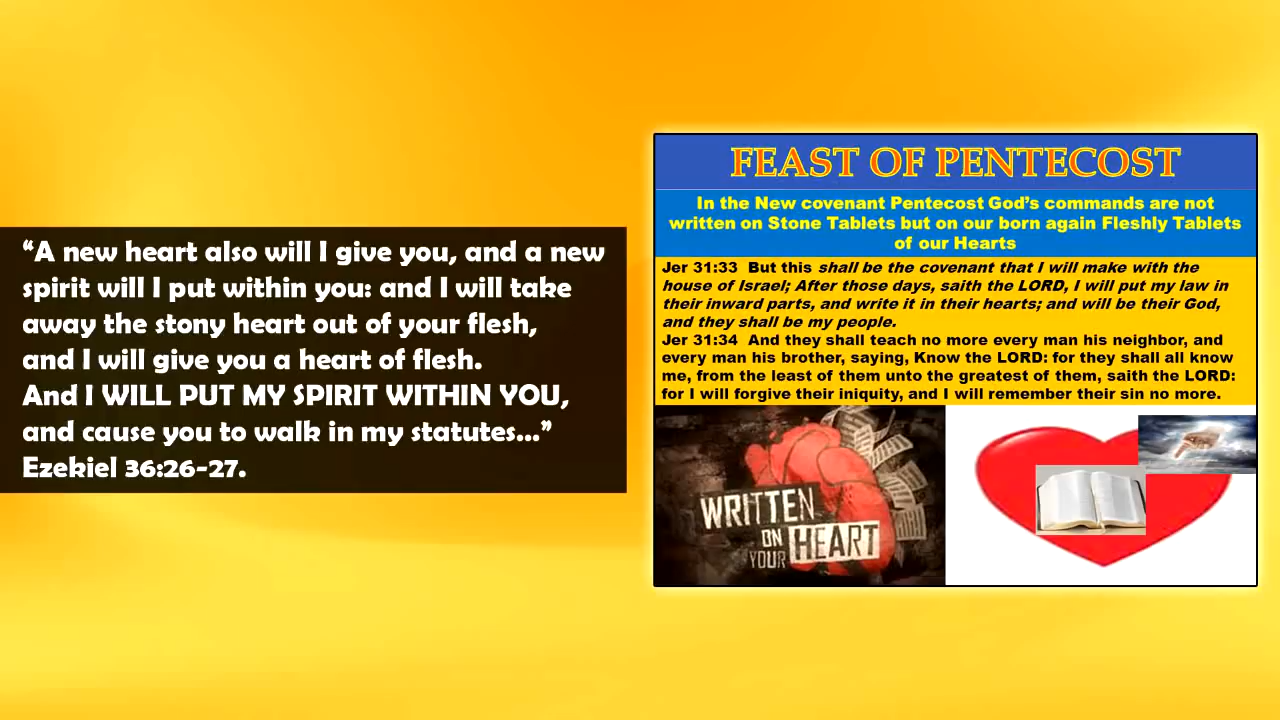 “A new heart also will I give you, and a new
spirit will I put within you: and I will take
away the stony heart out of your flesh,
and I will give you a heart of flesh.
And I WILL PUT MY SPIRIT WITHIN YOU,
and cause you to walk in my statutes...”
Ezekiel 36:26-27.
FEAST OF PENTECOST
In the New covenant Pentecost God’s commands are not
written on Stone Tablets but on our born again Fleshly Tablets
of our Hearts
Jer 31:33 But this shall be the covenant that I will make with the
house of Israel; After those days, saith the LORD, I will put my law in
their inward parts, and write it in their hearts; and will be their God,
and they shall be my people.
Jer 31:34 And they shall teach no more every man his neighbor, and
every man his brother, saying, Know the LORD: for they shall all know
me, from the least of them unto the greatest of them, saith the LORD:
for I will forgive their iniquity, and I will remember their sin no more.
WRITTEN
ON
YOUR HEART